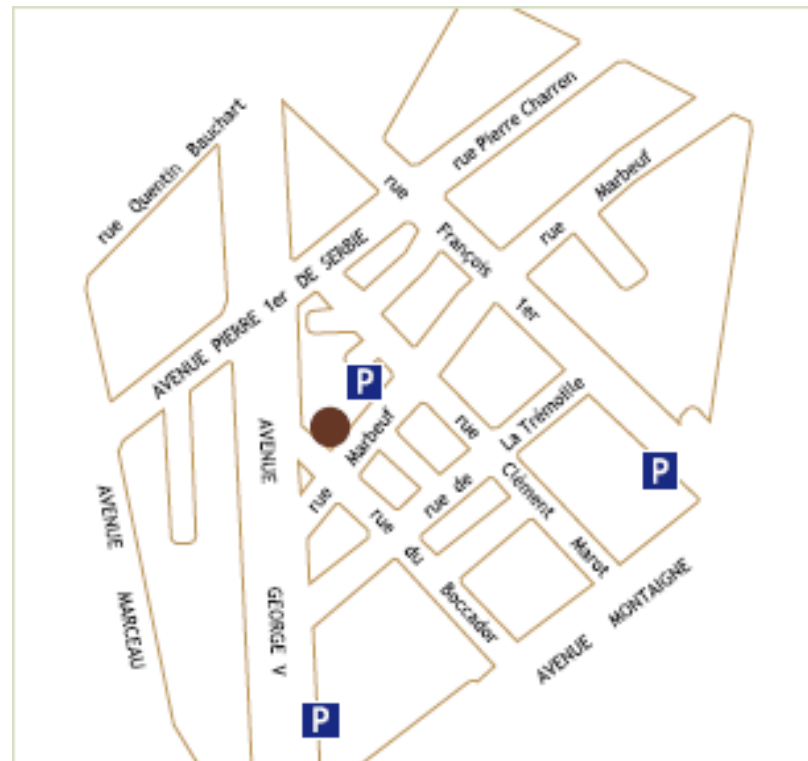 rue Pierre Charron
rue Quentin Bauchart
rue François 1er
rue Marbeuf
AVENUE PIERRE 1er DE SERBIE
P
AVENUE GEORGE V
rue Marbeuf
rue Clément Marot
rue de La Trémoille
P
AVENUE MARCEAU
rue du Boccador
AVENUE MONTAIGNE
P